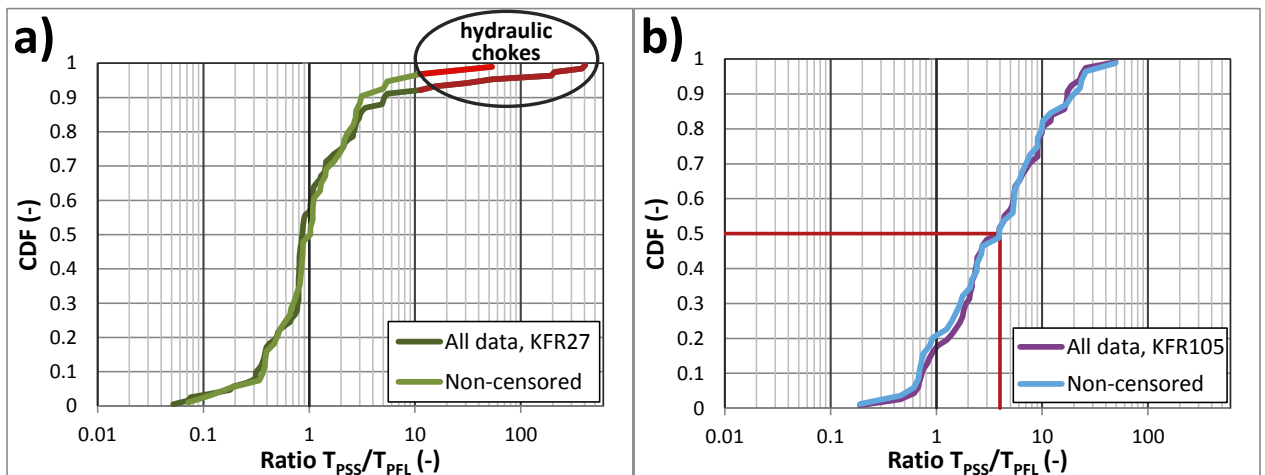 a)
hydraulic
chokes
1
0.9
0.8
0.7
0.6
0.5
0.4
0.3
0.2
0.1
0
CDF (-)
All data, KFR27
Non-censored
0.01 0.1 1 10 100
Ratio TPSS/TPFL (-)
b)
1
0.9
0.8
0.7
0.6
0.5
0.4
0.3
0.2
0.1
0
CDF (-)
All data, KFR105
Non-censored
0.01 0.1 1 10 100
Ratio TPSS/TPFL (-)